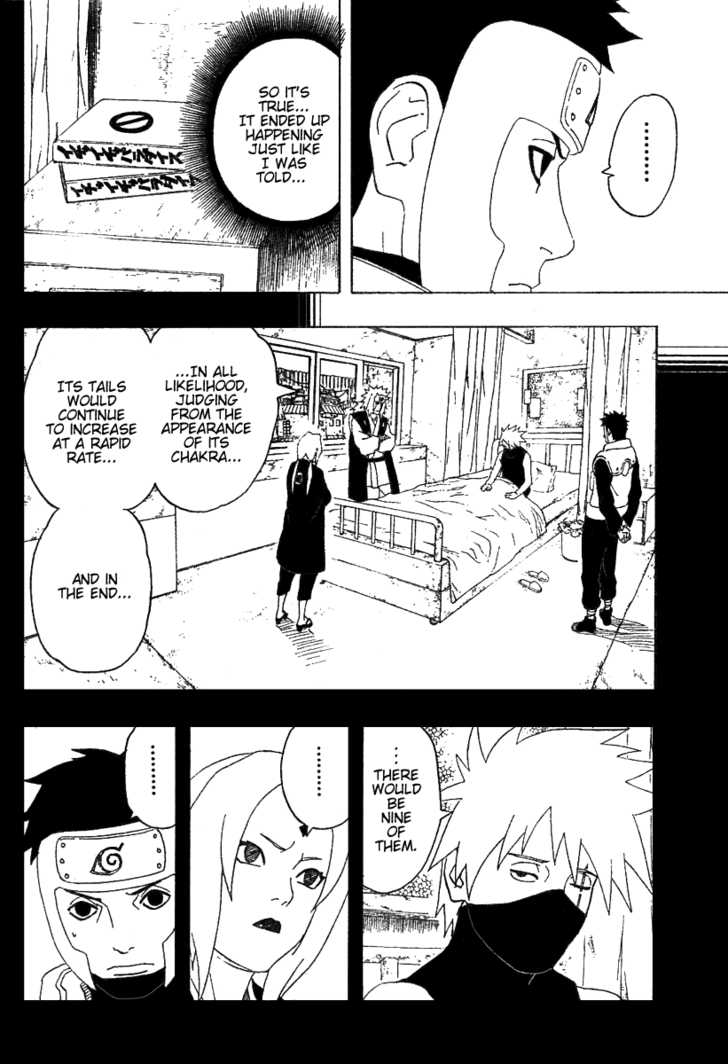 ........
SO IT'S
TRUE...
IT ENDED UP
HAPPENING
JUST LIKE
I WAS
TOLD...
...IN ALL
LIKELIHOOD,
JUDGING
FROM THE
APPEARANCE
OF ITS
CHAKRA...
ITS TAILS
WOULD
CONTINUE
TO INCREASE
AT A RAPID
RATE...
AND IN
THE END...
...
THERE
WOULD
BE
NINE
OF
THEM.
........
........